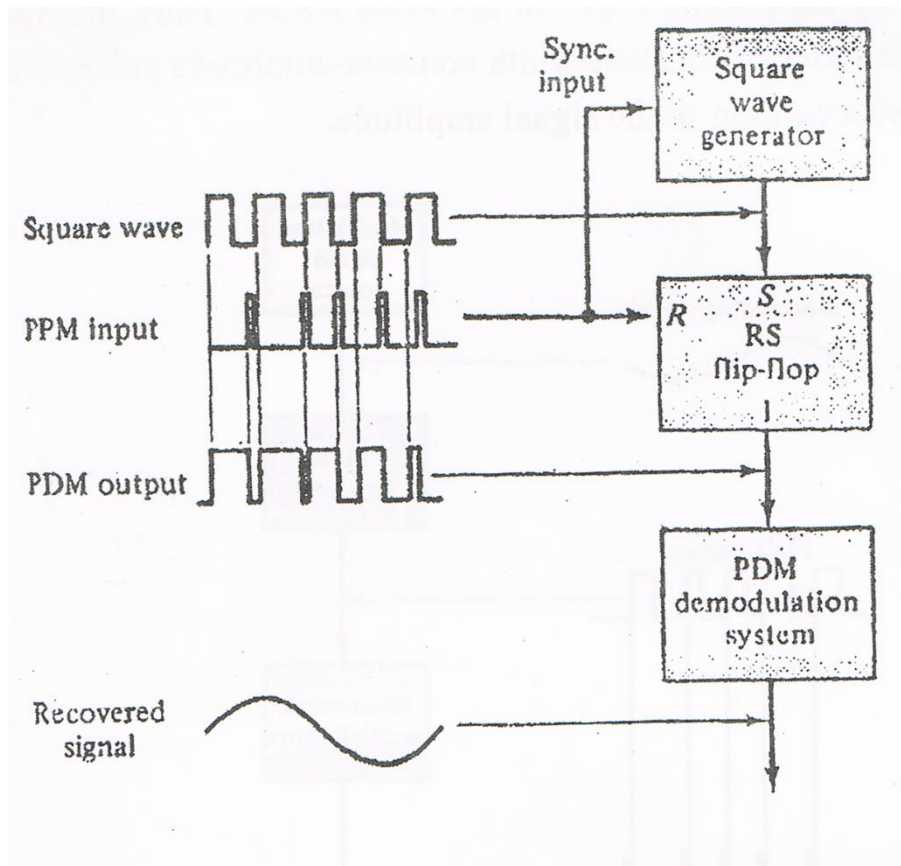 Sync.
input
Square
wave
generator
Square wave
PPM input
R
S
RS
flip-flop
PDM output
PDM
demodulation
system
Recovered
signal